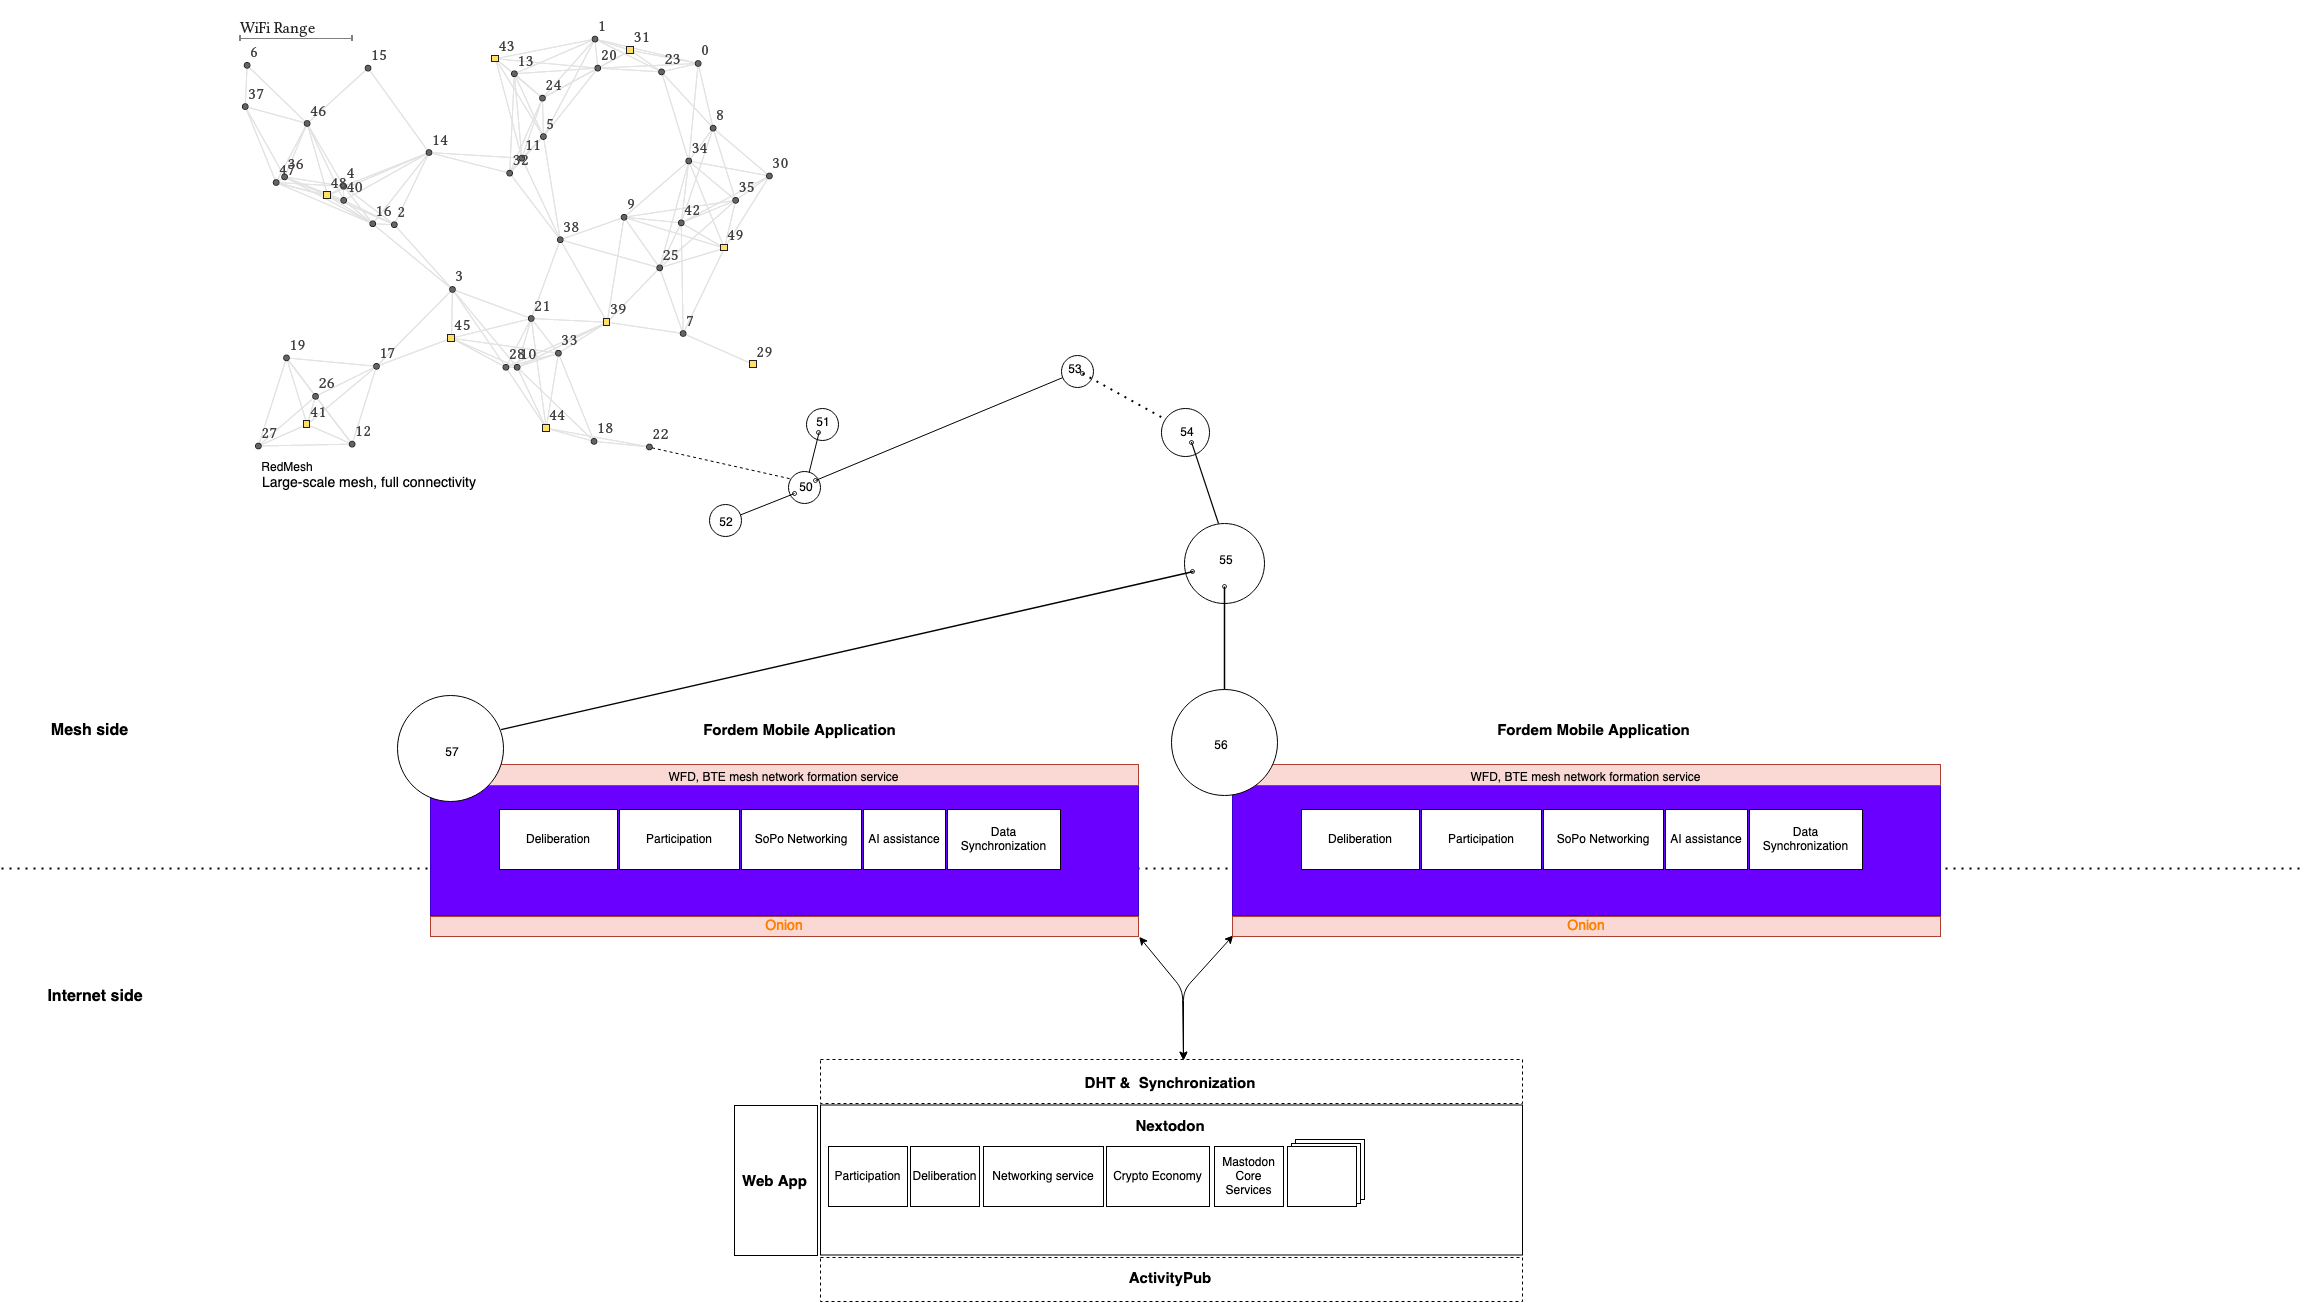 WiFi Range
1
31
43
0
6
15
20
23
13
24
37
46
8
5
14
11
32
34
30
36
47
4
48
40
35
16
2
9
42
38
49
25
3
21
39
45
7
33
28
10
29
19
17
26
41
44
27
12
18
22
RedMesh
Large-scale mesh, full connectivity
53
51
54
50
52
55
57
56
Mesh side
Fordem Mobile Application
Fordem Mobile Application
WFD, BTE mesh network formation service
WFD, BTE mesh network formation service
Deliberation
Participation
SoPo Networking
AI assistance
Data
Synchronization
Deliberation
Participation
SoPo Networking
AI assistance
Data
Synchronization
Onion
Onion
Internet side
DHT & Synchronization
Nextodon
Web App
Participation
Deliberation
Networking service
Crypto Economy
Mastodon
Core
Services
ActivityPub